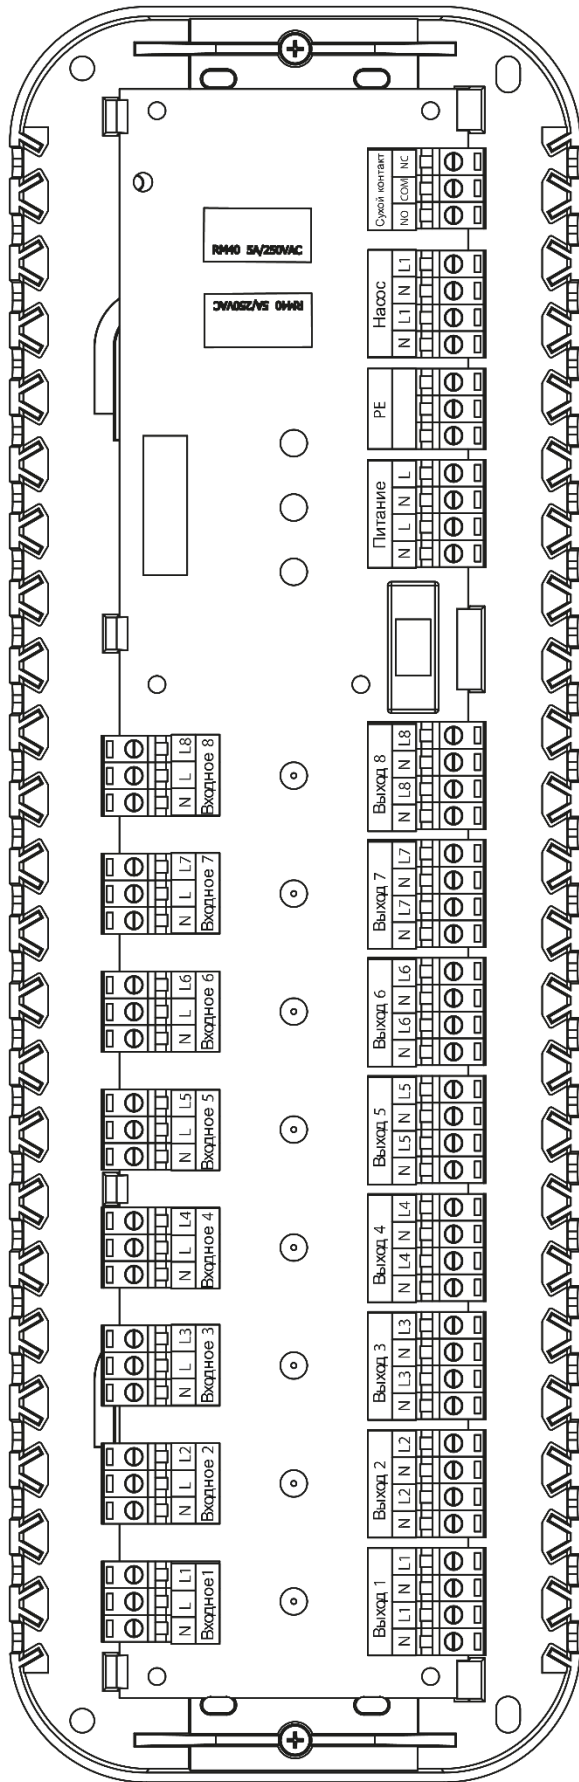 N L L1
Входное1
N L L2
Входное 2
N L L3
Входное 3
N L L4
Входное 4
N L L5
Входное 5
N L L6
Входное 6
N L L7
Входное 7
N L L8
Входное 8
RM40 5A/250VAC
RM40 5A/250VAC
Выход 1
N L1 N L1
Выход 2
N L2 N L2
Выход 3
N L3 N L3
Выход 4
N L4 N L4
Выход 5
N L5 N L5
Выход 6
N L6 N L6
Выход 7
N L7 N L7
Выход 8
N L8 N L8
Питание
N L N L
PE
Насос
N L1 N L1
Сухой контакт
NO COM NC